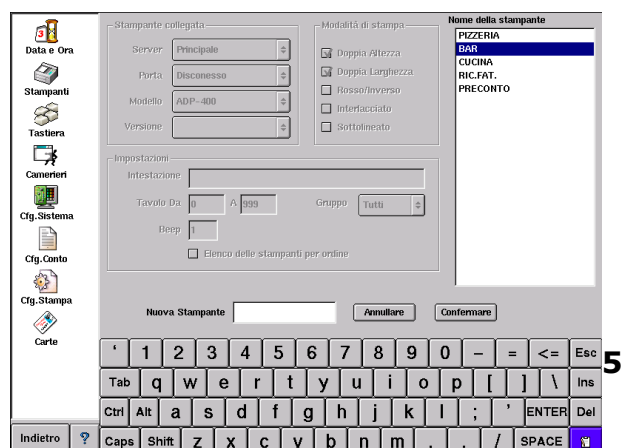 Data e Ora
Stampanti
Tastiera
Camerieri
Cfg.Sistema
Cfg.Conto
Cfg.Stampa
Carte
Indietro ?
Stampante collegata
Server Principale
Porta Disconesso
Modello ADP-400
Versione
Modalità di stampa
Doppia Altezza
Doppia Larghezza
Rosso/Inverso
Interlacciato
Sottolineato
Nome della stampante
PIZZERIA
BAR
CUCINA
RIC.FAT.
PRECONTO
Impostazioni
Intestazione
Tavolo Da 0 A 999 Gruppo Tutti
Beep 1
Elenco delle stampanti per ordine
Nuova Stampante Annullare Confermare
‘ 1 2 3 4 5 6 7 8 9 0 – = <= Esc
Tab q w e r t y u i o p [ ] \ Ins
Ctrl Alt a s d f g h j k l ; ’ ENTER Del
Caps Shift z x c v b n m , . / SPACE
5